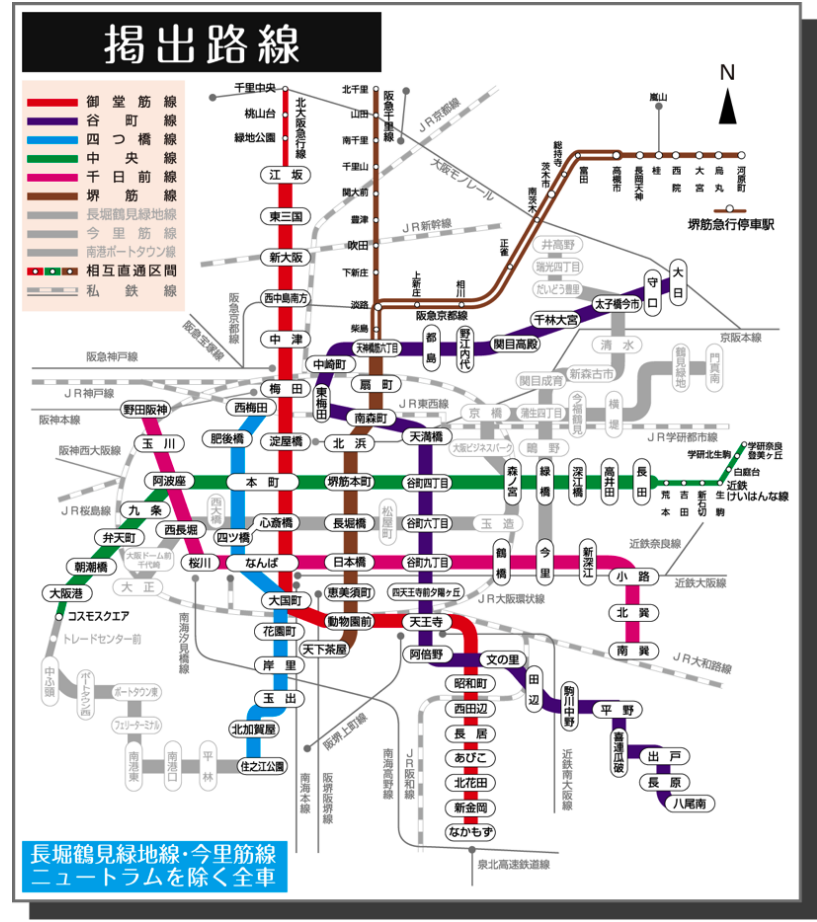 掲出路線
御堂筋線
谷町線
四つ橋線
中央線
千日前線
堺筋線
長堀鶴見緑地線
今里筋線
南港ポートタウン線
相互直通区間
私鉄線
N
千里中央
桃山台
緑地公園
北大阪急行線
江坂
東三国
新大阪
西中島南方
中津
梅田
淀屋橋
本町
心斎橋
なんば
大国町
動物園前
天王寺
昭和町
西田辺
長居
あびこ
北花田
新金岡
なかもず
北千里
山田
南千里
千里山
関大前
豊津
吹田
下新庄
淡路
柴島
阪急千里線
天神橋筋六丁目
扇町
南森町
北浜
堺筋本町
長堀橋
日本橋
恵美須町
天下茶屋
上新庄
相川
正雀
南茨木
茨木市
総持寺
富田
高槻市
長岡天神
桂
西院
大宮
烏丸
河原町
嵐山
堺筋急行停車駅
阪急京都線
JR京都線
大阪モノレール
JR新幹線
大日
守口
太子橋今市
千林大宮
関目高殿
野江内代
都島
中崎町
東梅田
天満橋
谷町四丁目
谷町六丁目
谷町九丁目
四天王寺前夕陽ヶ丘
阿倍野
文の里
田辺
駒川中野
平野
喜連瓜破
出戸
長原
八尾南
井高野
瑞光四丁目
だいどう豊里
清水
新森古市
関目成育
蒲生四丁目
鴫野
緑橋
今里
京橋
今福鶴見
横堤
鶴見緑地
門真南
大阪ビジネスパーク
森ノ宮
玉造
松屋町
西大橋
西長堀
大阪ドーム前千代崎
大正
西梅田
肥後橋
四ツ橋
花園町
岸里
玉出
北加賀屋
住之江公園
野田阪神
玉川
阿波座
桜川
鶴橋
新深江
小路
北巽
南巽
九条
弁天町
朝潮橋
大阪港
コスモスクエア
トレードセンター前
中ふ頭
ポートタウン西
ポートタウン東
フェリーターミナル
南港東
南港口
平林
深江橋
高井田
長田
荒本
吉田
新石切
生駒
白庭台
学研北生駒
学研奈良登美ヶ丘
近鉄けいはんな線
阪急京都線
阪急宝塚線
阪急神戸線
JR神戸線
阪神本線
阪神西大阪線
JR桜島線
JR東西線
京阪本線
JR学研都市線
近鉄奈良線
近鉄大阪線
JR大阪環状線
JR大和路線
南海汐見橋線
阪堺上町線
南海本線
阪堺阪堺線
南海高野線
JR阪和線
近鉄南大阪線
泉北高速鉄道線
長堀鶴見緑地線・今里筋線
ニュートラムを除く全車